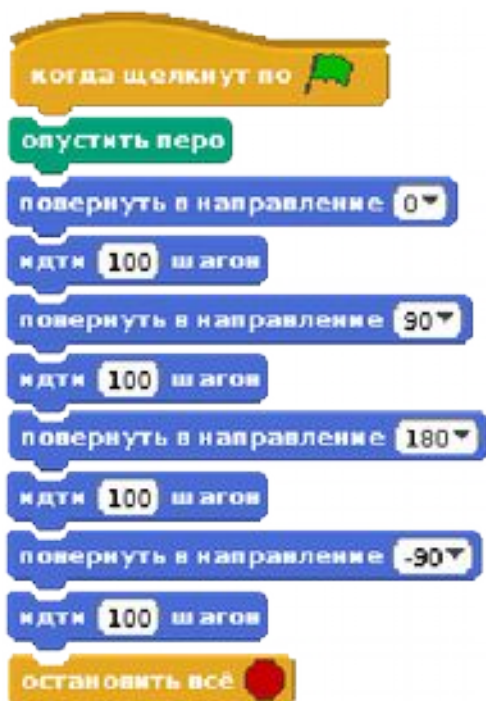 когда щелкнут по
опустить перо
повернуть в направление 0
идти 100 шагов
повернуть в направление 90
идти 100 шагов
повернуть в направление 180
идти 100 шагов
повернуть в направление -90
идти 100 шагов
остановить всё